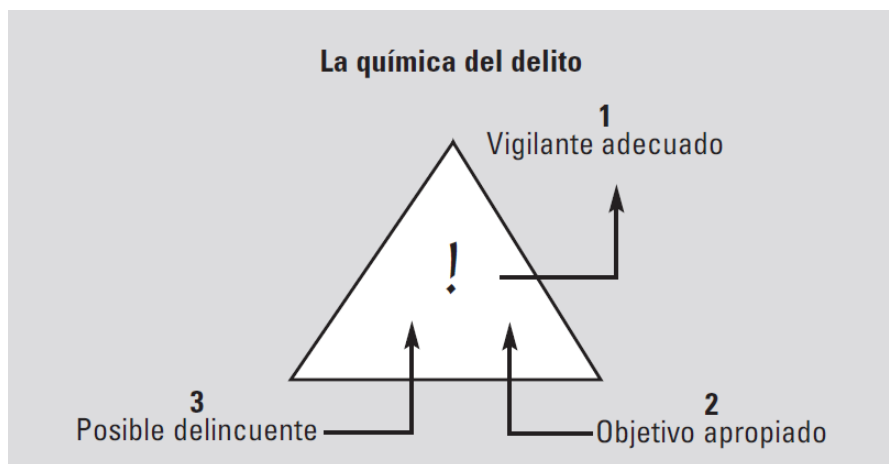 La química del delito
1
Vigilante adecuado
!
3
Posible delincuente
2
Objetivo apropiado